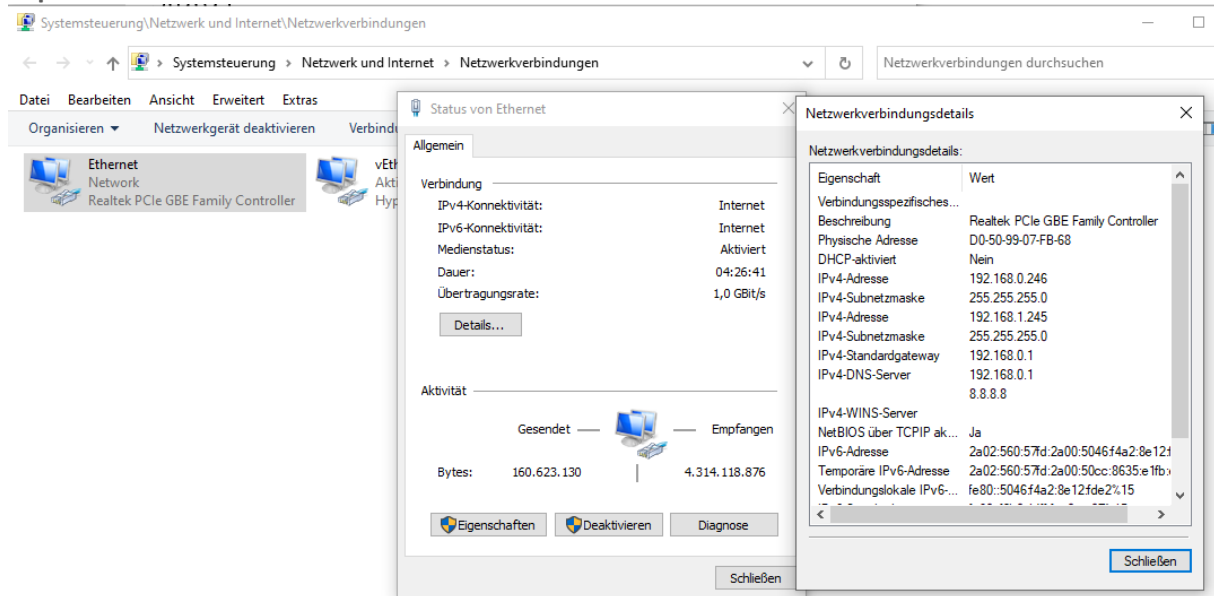 Systemsteuerung\Netzwerk und Internet\Netzwerkverbindungen
Systemsteuerung > Netzwerk und Internet > Netzwerkverbindungen
Netzwerkverbindungen durchsuchen
Datei Bearbeiten Ansicht Erweitert Extras
Organisieren Netzwerkgerät deaktivieren
Ethernet
Network
Realtek PCIe GBE Family Controller
Status von Ethernet
Allgemein
Verbindung
IPv4-Konnektivität: Internet
IPv6-Konnektivität: Internet
Medienstatus: Aktiviert
Dauer: 04:26:41
Übertragungsrate: 1,0 GBit/s
Details...
Aktivität
Gesendet — — Empfangen
Bytes: 160.623.130 4.314.118.876
Eigenschaften Deaktivieren Diagnose
Schließen
Netzwerkverbindungsdetails
Netzwerkverbindungsdetails:
Eigenschaft Wert
Verbindungsspezifisches...
Beschreibung Realtek PCIe GBE Family Controller
Physische Adresse D0-50-99-07-FB-68
DHCP-aktiviert Nein
IPv4-Adresse 192.168.0.246
IPv4-Subnetzmaske 255.255.255.0
IPv4-Adresse 192.168.1.245
IPv4-Subnetzmaske 255.255.255.0
IPv4-Standardgateway 192.168.0.1
IPv4-DNS-Server 192.168.0.1
8.8.8.8
IPv4-WINS-Server
NetBIOS über TCPIP ak... Ja
IPv6-Adresse 2a02:560:57fd:2a00:5046:f4a2:8e12:f
Temporäre IPv6-Adresse 2a02:560:57fd:2a00:50cc:8635:e1fb:
Verbindungslokale IPv6-... fe80::5046:f4a2:8e12:fde2%15
Schließen